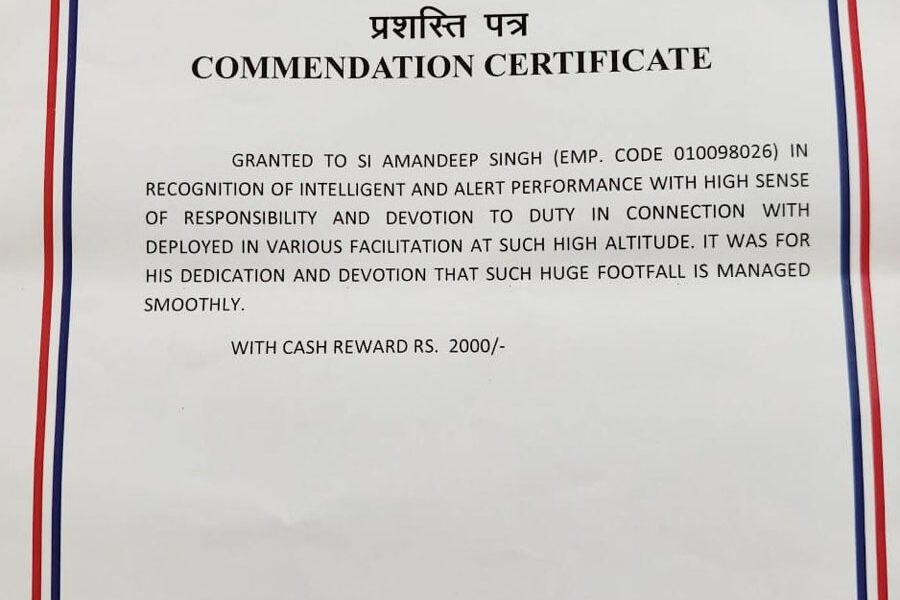 प्रशस्ति पत्र
COMMENDATION CERTIFICATE
GRANTED TO SI AMANDEEP SINGH (EMP. CODE 010098026) IN
RECOGNITION OF INTELLIGENT AND ALERT PERFORMANCE WITH HIGH SENSE
OF RESPONSIBILITY AND DEVOTION TO DUTY IN CONNECTION WITH
DEPLOYED IN VARIOUS FACILITATION AT SUCH HIGH ALTITUDE. IT WAS FOR
HIS DEDICATION AND DEVOTION THAT SUCH HUGE FOOTFALL IS MANAGED
SMOOTHLY.
WITH CASH REWARD RS. 2000/-